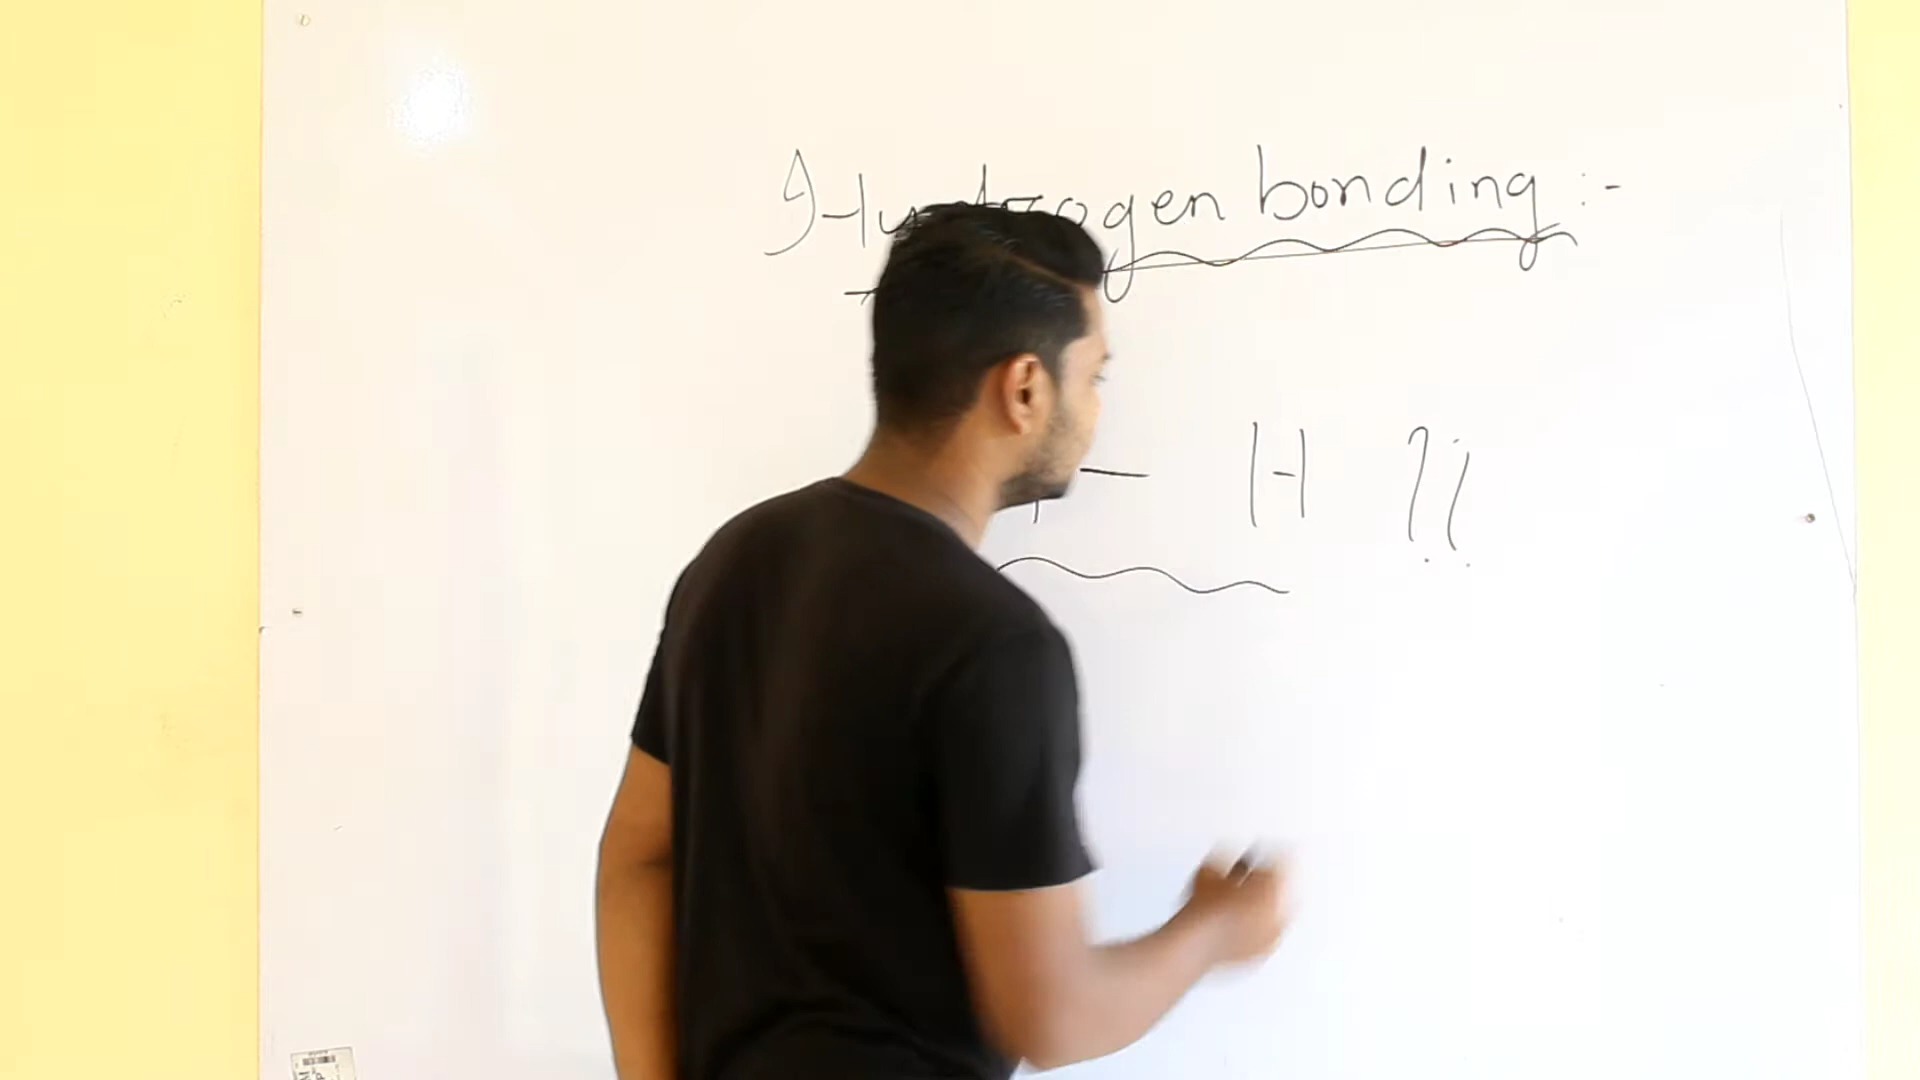 Hydrogen bonding :-
- H ??